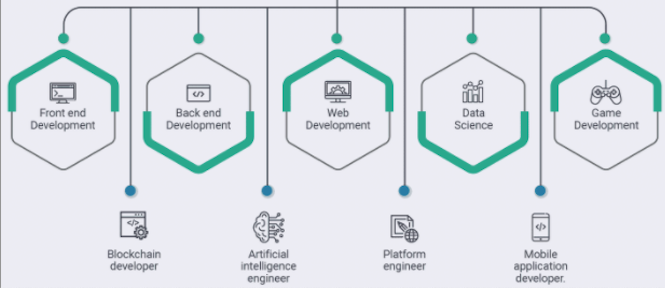 Front end
Development
Back end
Development
Web
Development
Data
Science
Game
Development
Blockchain
developer
Artificial
intelligence
engineer
Platform
engineer
Mobile
application
developer.